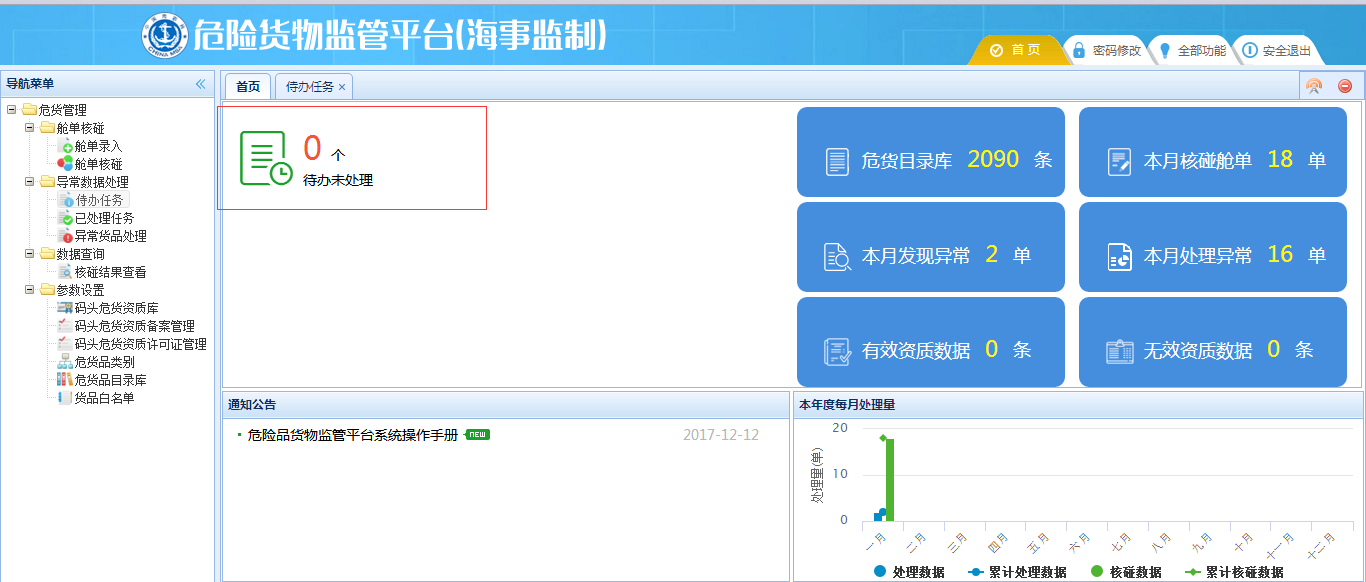 危险货物监管平台(海事监制)
CHINA MSA
首 页
密码修改
全部功能
安全退出
导航菜单
危货管理
舱单核碰
舱单录入
舱单核碰
异常数据处理
待办任务
已处理任务
异常货品处理
数据查询
核碰结果查看
参数设置
码头危货资质库
码头危货资质备案管理
码头危货资质许可证管理
危货品类别
危货品目录库
货品白名单
首页
待办任务
0 个
待办未处理
危货目录库 2090 条
本月核碰舱单 18 单
本月发现异常 2 单
本月处理异常 16 单
有效资质数据 0 条
无效资质数据 0 条
通知公告
危险品货物监管平台系统操作手册 NEW 2017-12-12
本年度每月处理量
处理量(单)
20
10
0
一月 二月 三月 四月 五月 六月 七月 八月 九月 十月 十一月 十二月
处理数据 累计处理数据 核碰数据 累计核碰数据